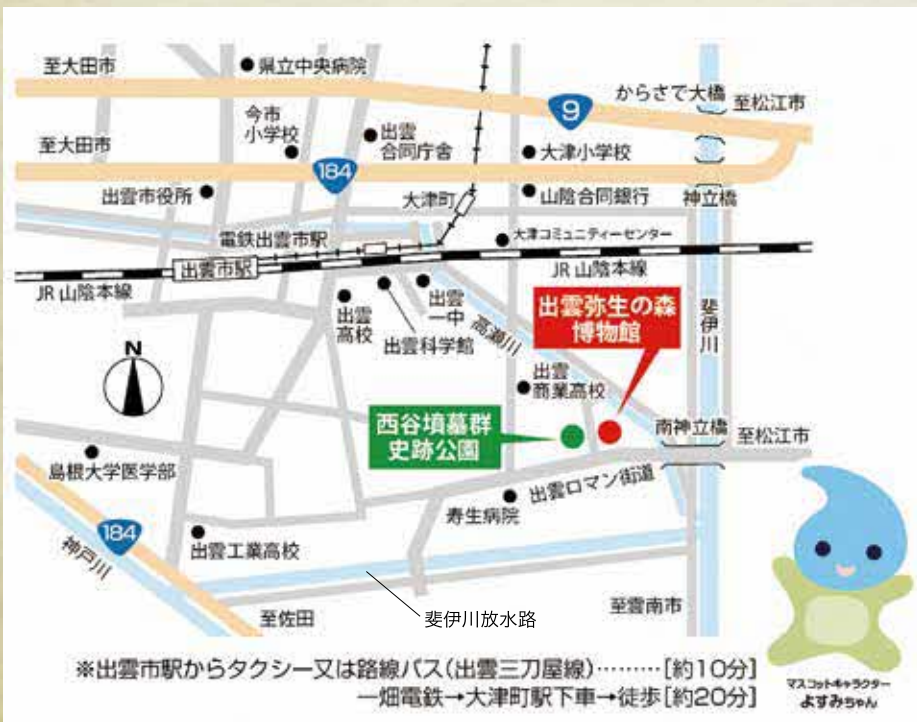 至大田市
県立中央病院
からさで大橋
至松江市
9
今市
小学校
出雲
合同庁舎
至大田市
大津小学校
184
出雲市役所
大津町
山陰合同銀行
神立橋
電鉄出雲市駅
大津コミュニティーセンター
出雲市駅
JR 山陰本線
JR 山陰本線
出雲
高校
出雲科学館
出雲
一中
高瀬川
出雲弥生の森
博物館
斐伊川
N
出雲
商業高校
西谷墳墓群
史跡公園
南神立橋
至松江市
島根大学医学部
出雲ロマン街道
寿生病院
184
神戸川
出雲工業高校
至佐田
斐伊川放水路
至雲南市
※出雲市駅からタクシー又は路線バス(出雲三刀屋線)………[約10分]
一畑電鉄→大津町駅下車→徒歩[約20分]
マスコットキャラクター
よすみちゃん